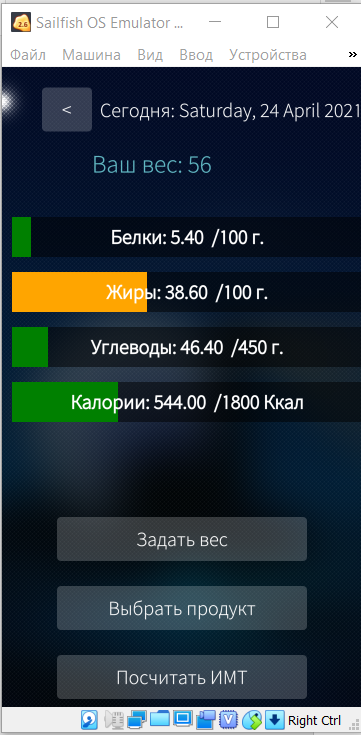 Sailfish OS Emulator ...
Файл Машина Вид Ввод Устройства »
< Сегодня: Saturday, 24 April 2021
Ваш вес: 56
Белки: 5.40 /100 г.
Жиры: 38.60 /100 г.
Углеводы: 46.40 /450 г.
Калории: 544.00 /1800 Ккал
Задать вес
Выбрать продукт
Посчитать ИМТ
Right Ctrl